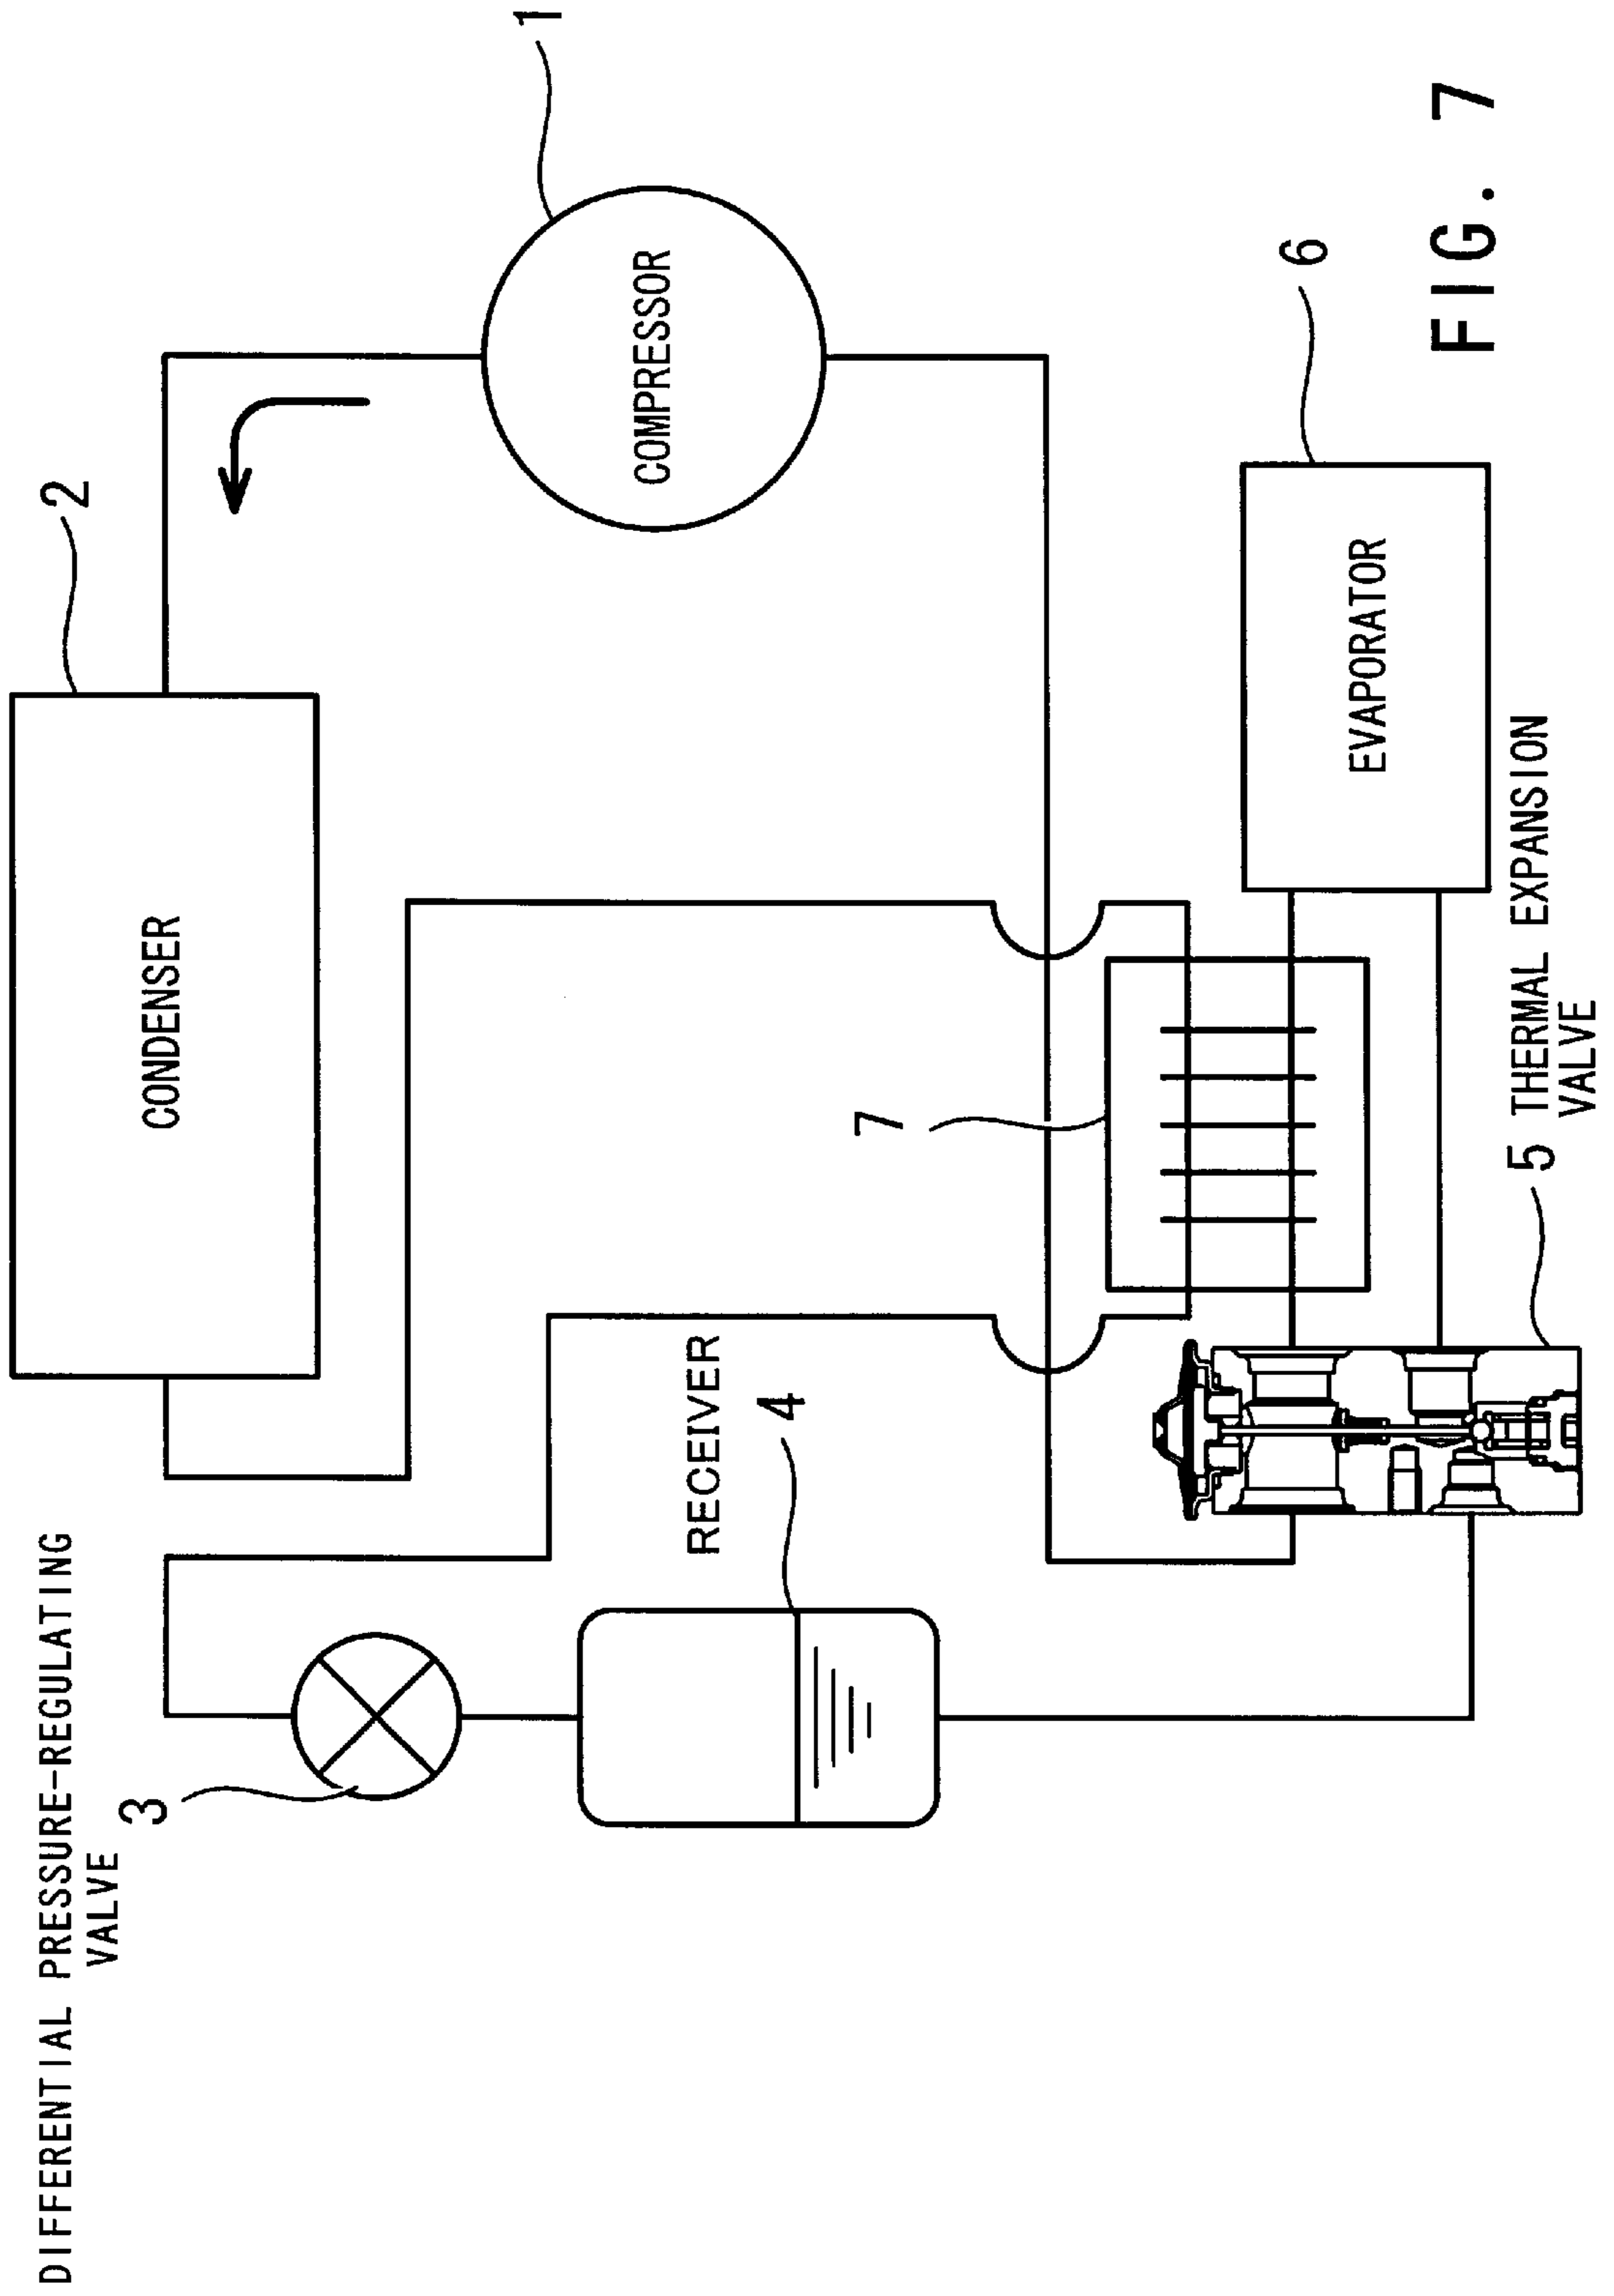 DIFFERENTIAL PRESSURE-REGULATING
VALVE
3
2
CONDENSER
1
COMPRESSOR
RECEIVER
4
7
6
EVAPORATOR
5 THERMAL EXPANSION
VALVE
FIG. 7